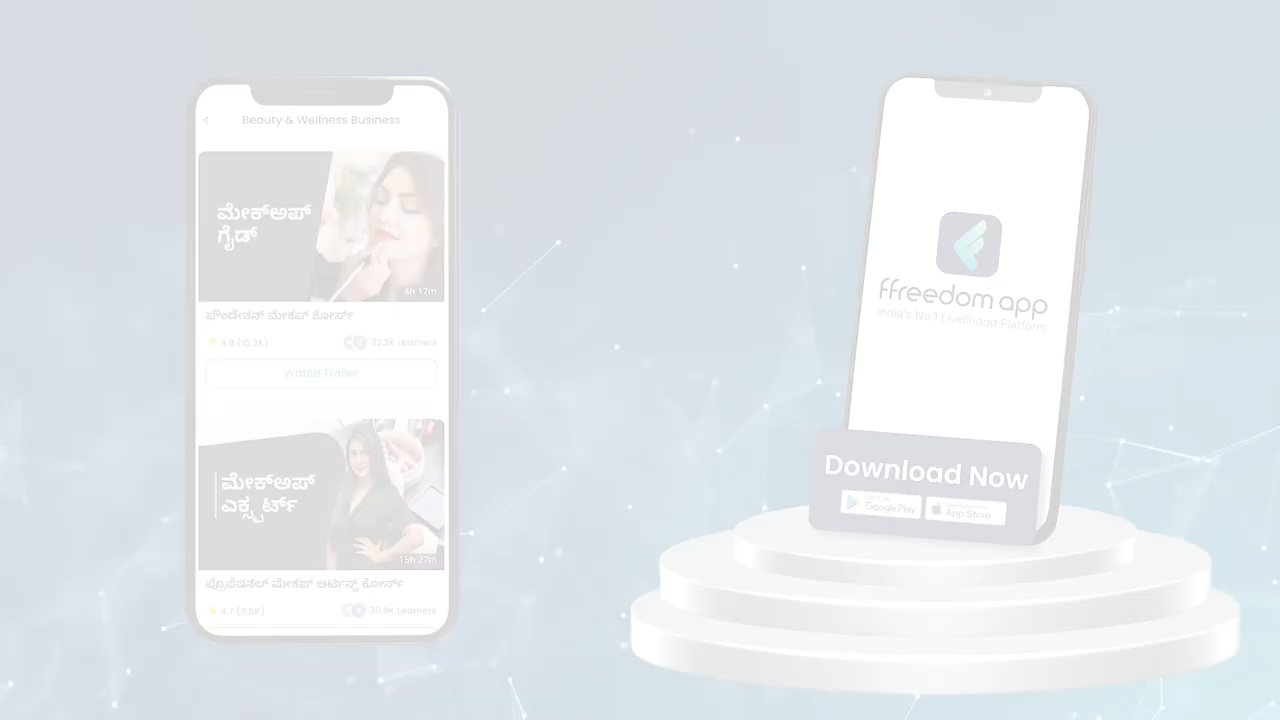 Beauty & Wellness Business
ಮೇಕ್ಅಪ್
ಗೈಡ್
4h 17m
ಫೌಂಡೇಶನ್ ಮೇಕಪ್ ಕೋರ್ಸ್
4.8 (10.3K)
32.2K Learners
Watch Trailer
ಮೇಕ್ಅಪ್
ಎಕ್ಸ್ಪರ್ಟ್
15h 27m
ಪ್ರೊಫೆಷನಲ್ ಮೇಕಪ್ ಆರ್ಟಿಸ್ಟ್ ಕೋರ್ಸ್
4.7 (9.5K)
30.9K Learners
ffreedom app
India's No.1 Livelihood Platform
Download Now
Google Play
App Store